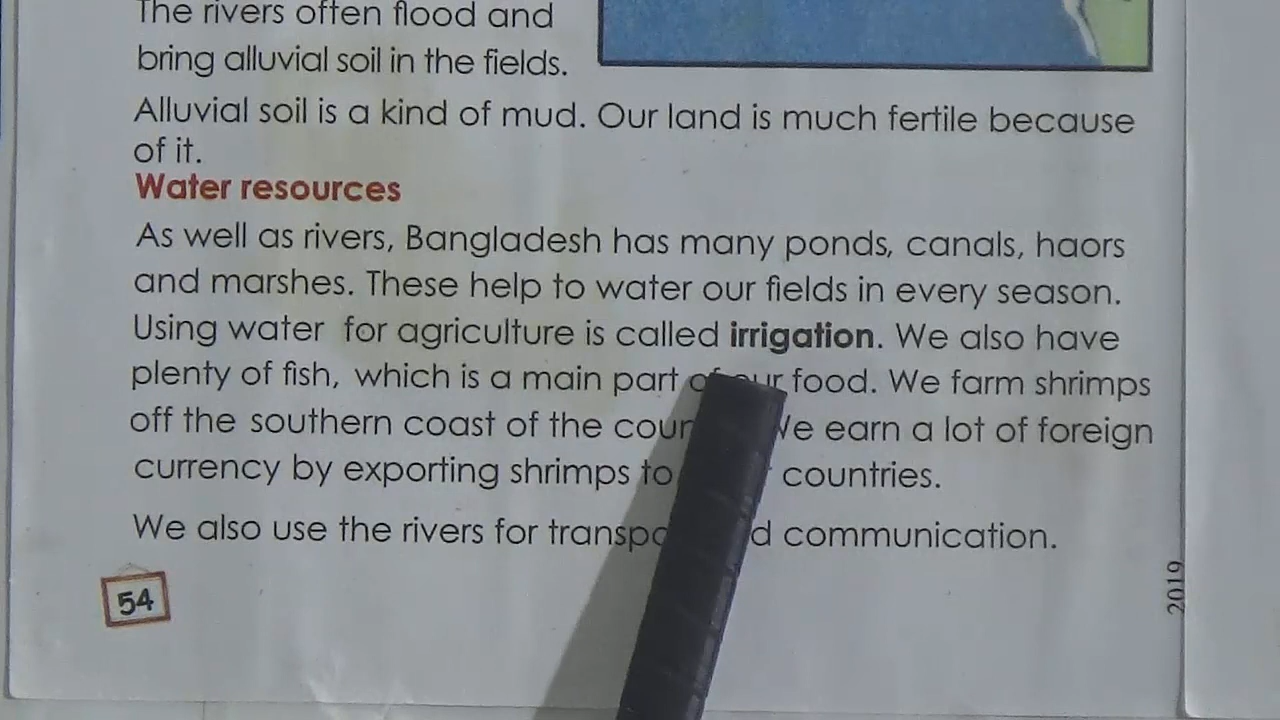 The rivers often flood and
bring alluvial soil in the fields.
Alluvial soil is a kind of mud. Our land is much fertile because
of it.
Water resources
As well as rivers, Bangladesh has many ponds, canals, haors
and marshes. These help to water our fields in every season.
Using water for agriculture is called irrigation. We also have
plenty of fish, which is a main part of our food. We farm shrimps
off the southern coast of the We earn a lot of foreign
currency by exporting shrimps to countries.
We also use the rivers for communication.
54
2019